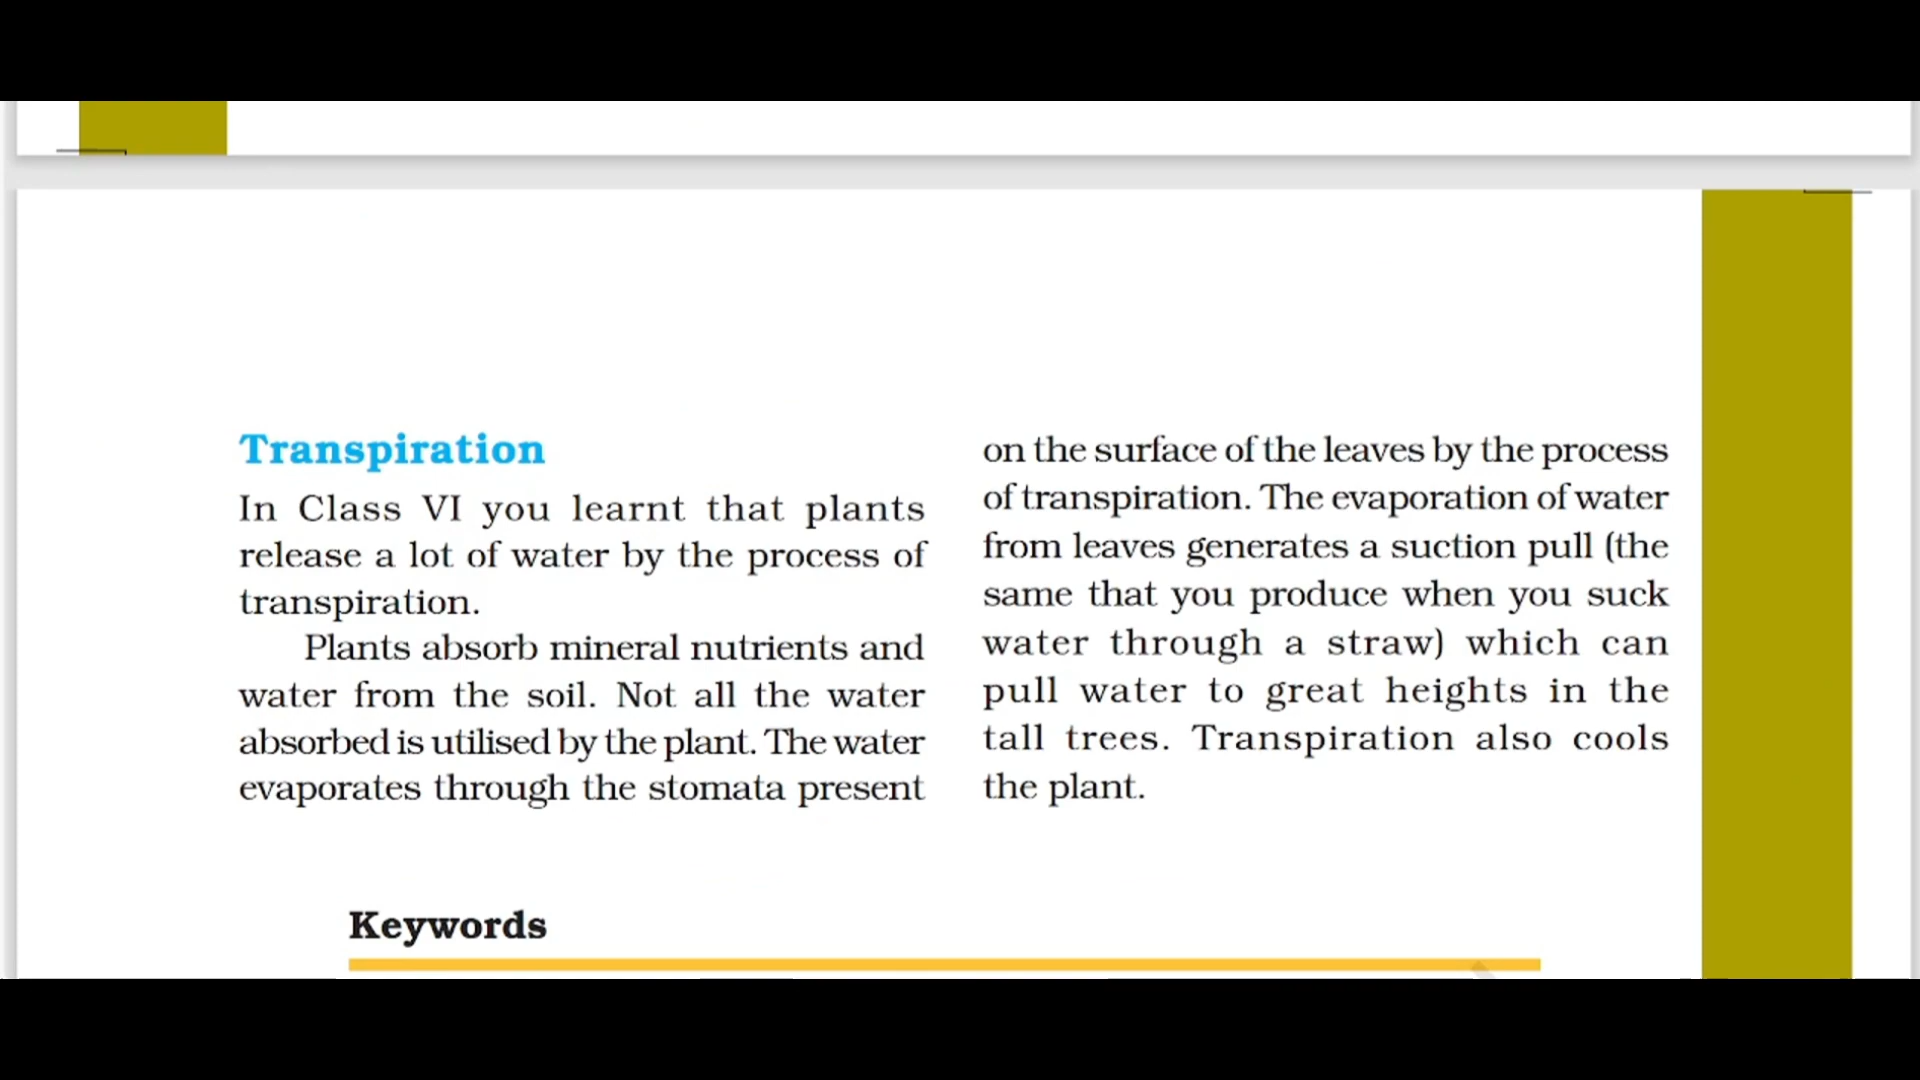 Transpiration
In Class VI you learnt that plants
release a lot of water by the process of
transpiration.
Plants absorb mineral nutrients and
water from the soil. Not all the water
absorbed is utilised by the plant. The water
evaporates through the stomata present
on the surface of the leaves by the process
of transpiration. The evaporation of water
from leaves generates a suction pull (the
same that you produce when you suck
water through a straw) which can
pull water to great heights in the
tall trees. Transpiration also cools
the plant.
Keywords